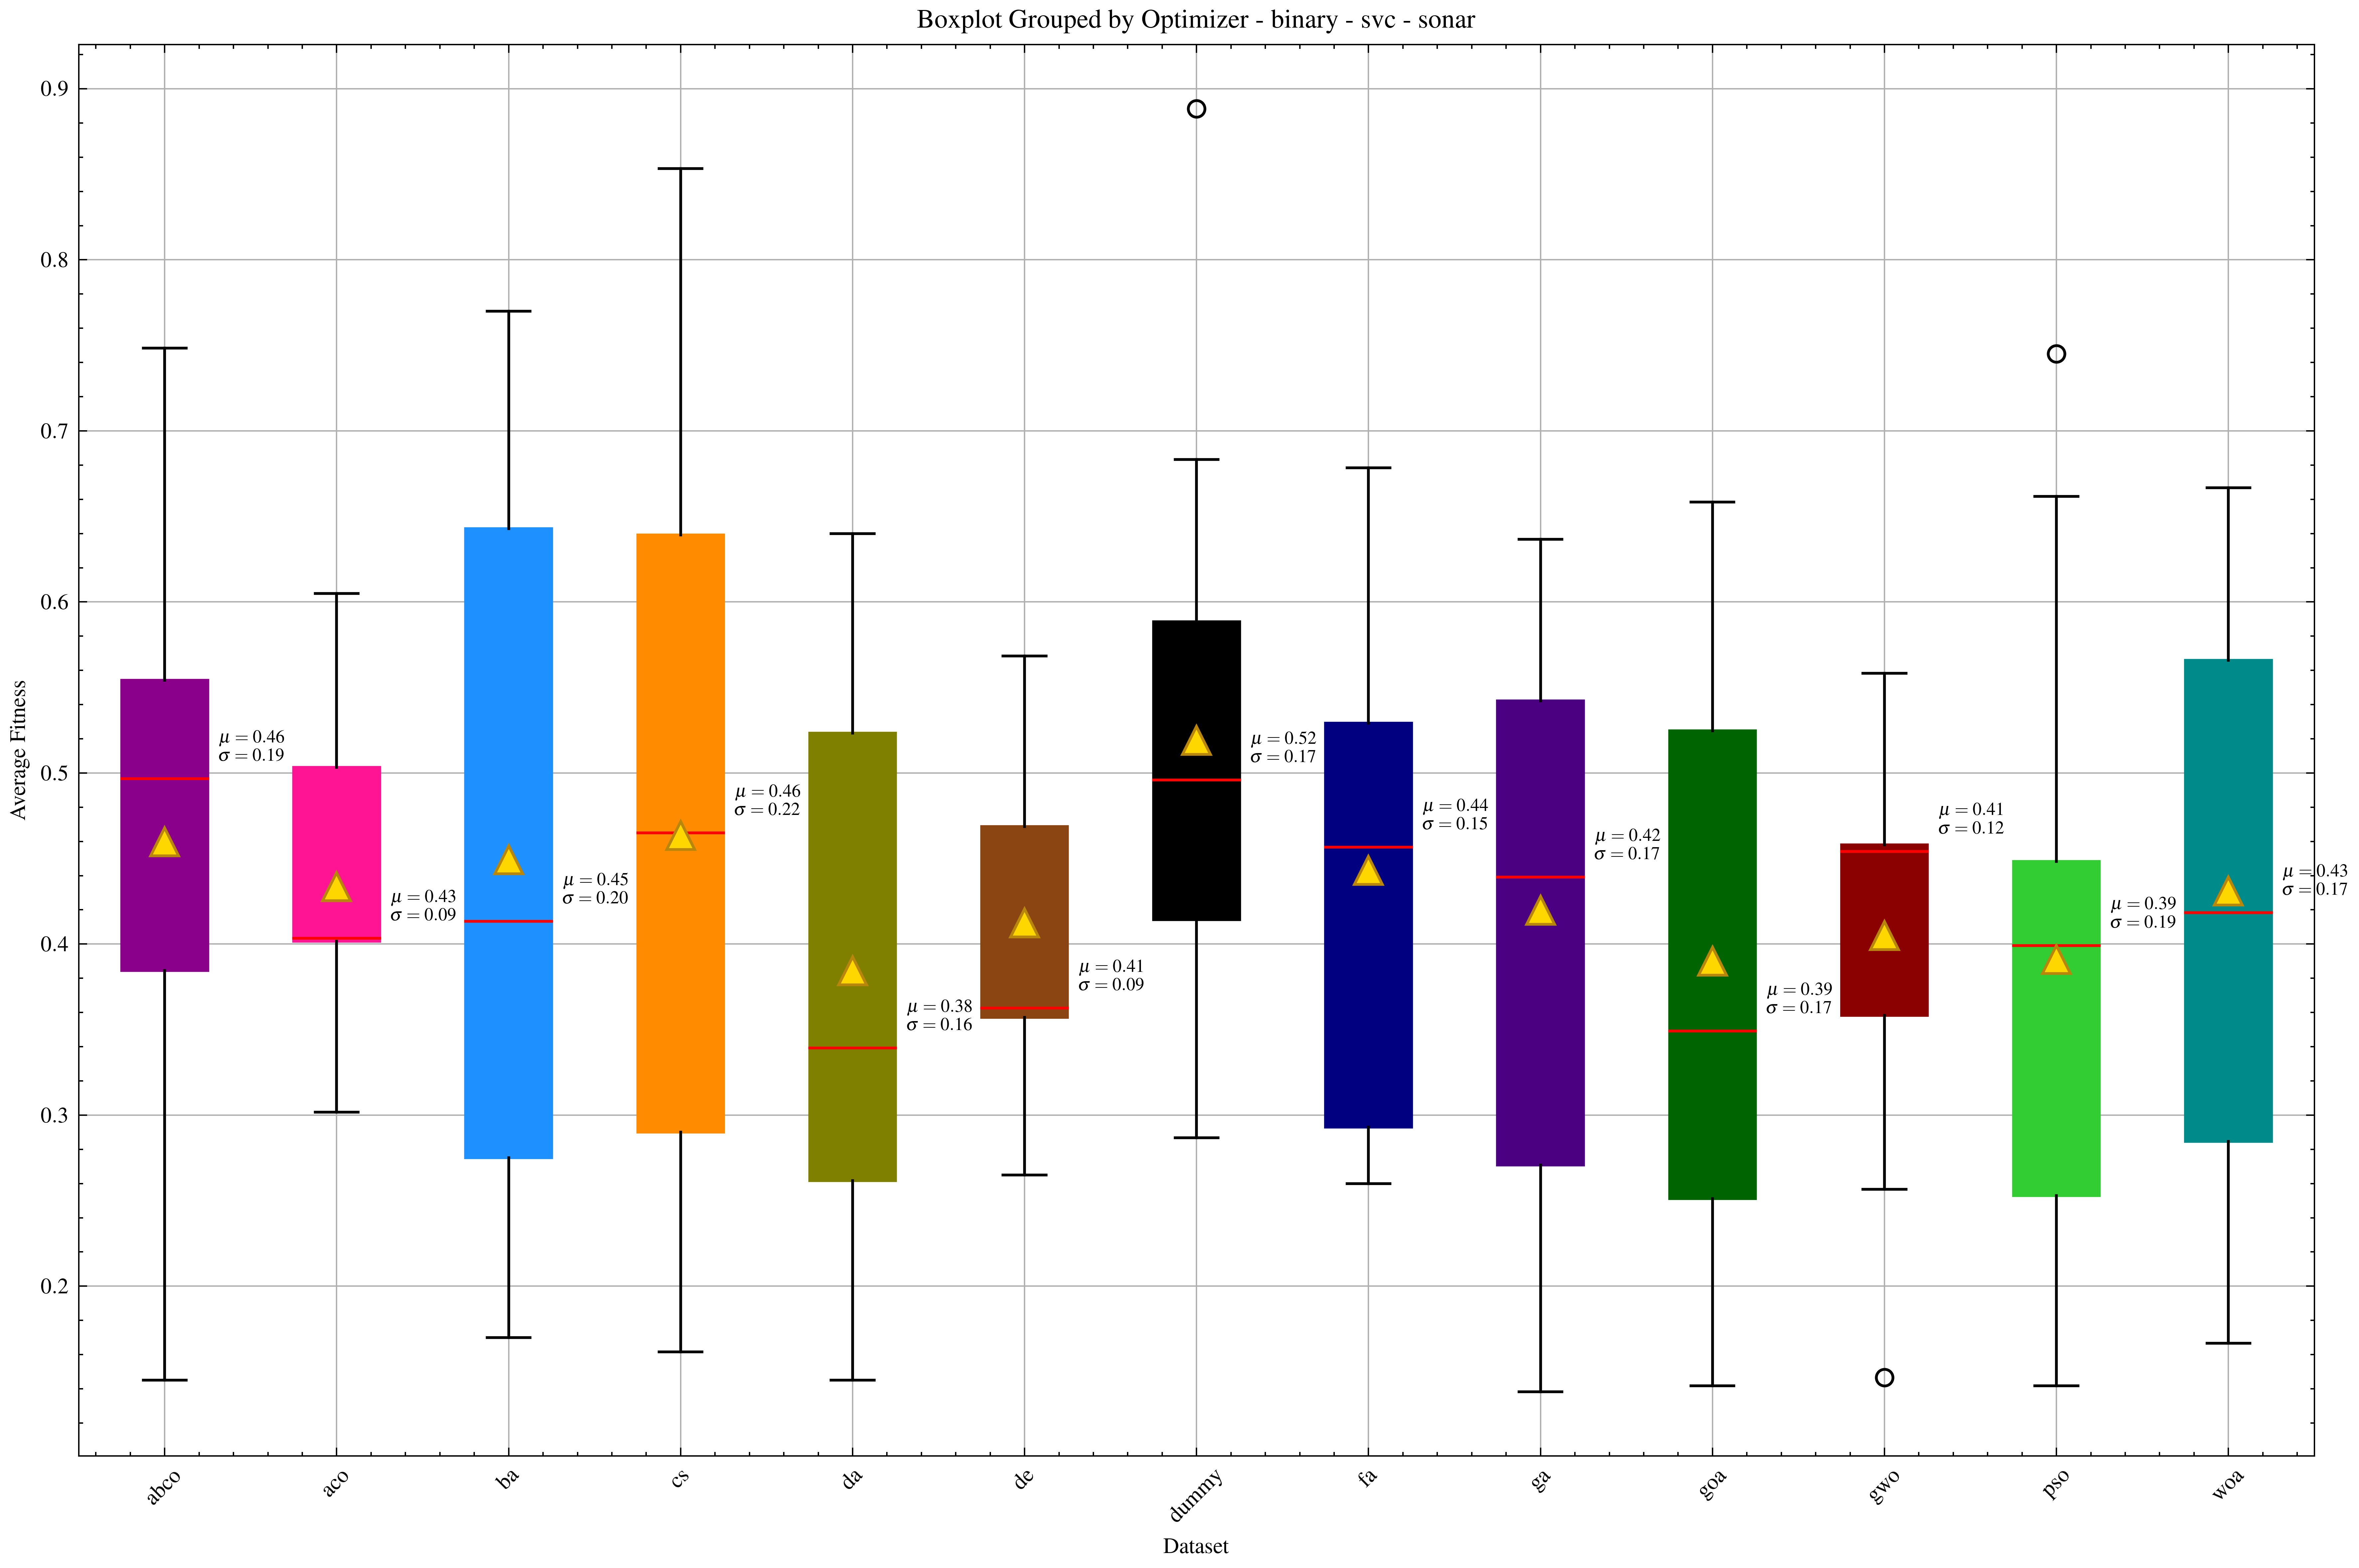 Boxplot Grouped by Optimizer - binary - svc - sonar
Average Fitness
0.9
0.8
0.7
0.6
0.5
0.4
0.3
0.2
μ = 0.46
σ = 0.19
μ = 0.43
σ = 0.09
μ = 0.45
σ = 0.20
μ = 0.46
σ = 0.22
μ = 0.38
σ = 0.16
μ = 0.41
σ = 0.09
μ = 0.52
σ = 0.17
μ = 0.44
σ = 0.15
μ = 0.42
σ = 0.17
μ = 0.39
σ = 0.17
μ = 0.41
σ = 0.12
μ = 0.39
σ = 0.19
μ = 0.43
σ = 0.17
abco
aco
ba
cs
da
de
dummy
fa
ga
goa
gwo
pso
woa
Dataset